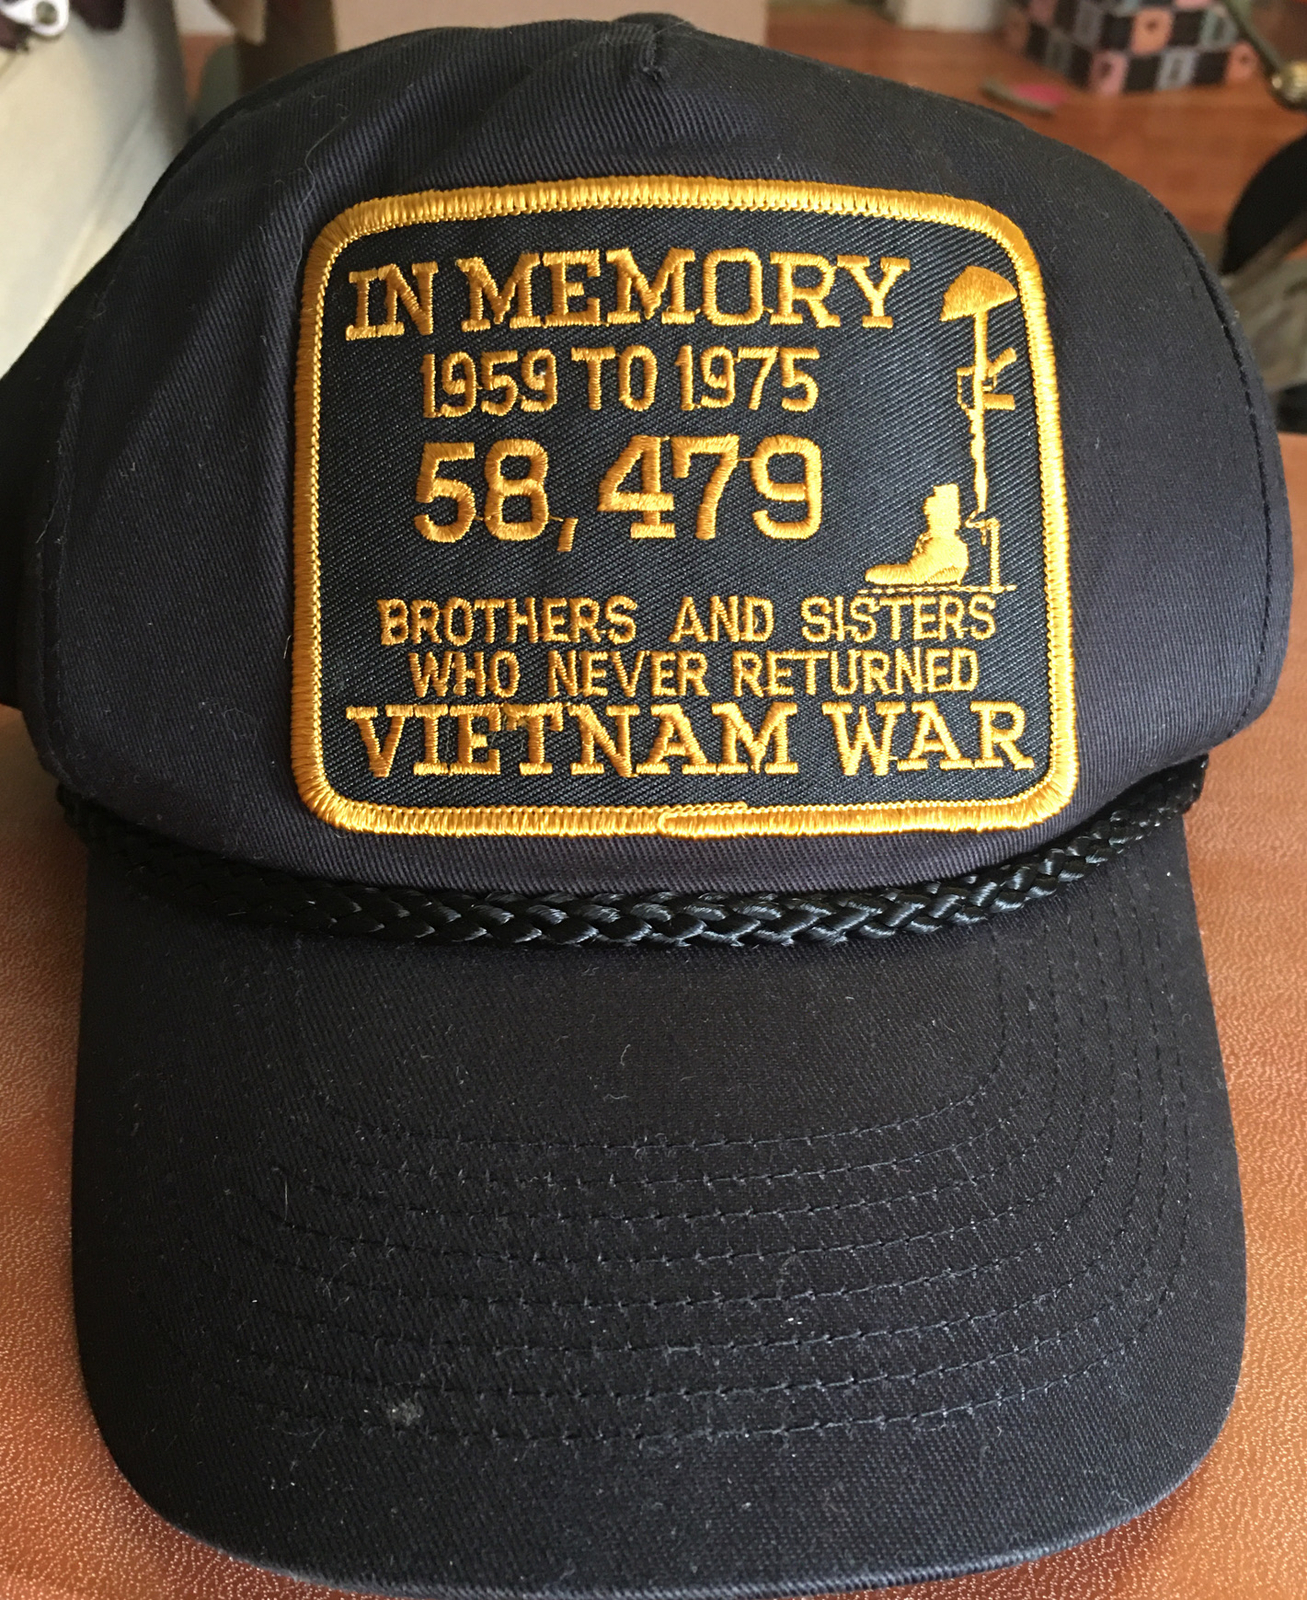 IN MEMORY
1959 TO 1975
58,479
BROTHERS AND SISTERS
WHO NEVER RETURNED
VIETNAM WAR